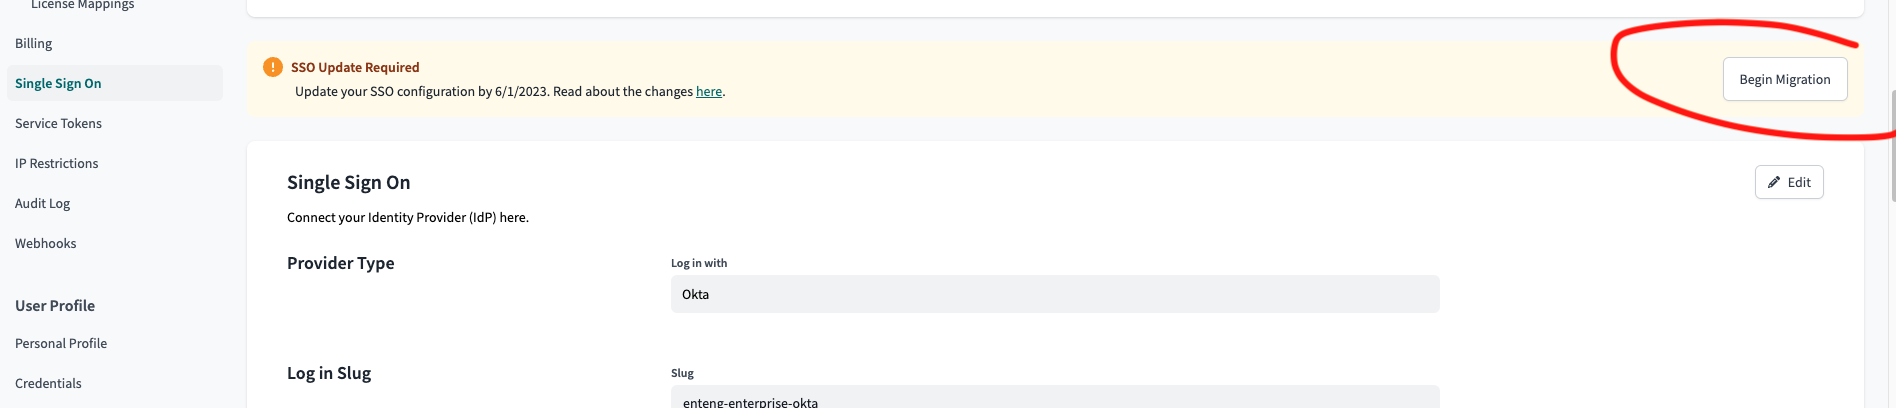 License Mappings
Billing
Single Sign On
Service Tokens
IP Restrictions
Audit Log
Webhooks
User Profile
Personal Profile
Credentials
SSO Update Required
Update your SSO configuration by 6/1/2023. Read about the changes here.
Begin Migration
Single Sign On
Edit
Connect your Identity Provider (IdP) here.
Provider Type
Log in with
Okta
Log in Slug
Slug
enteng-enterprise-okta